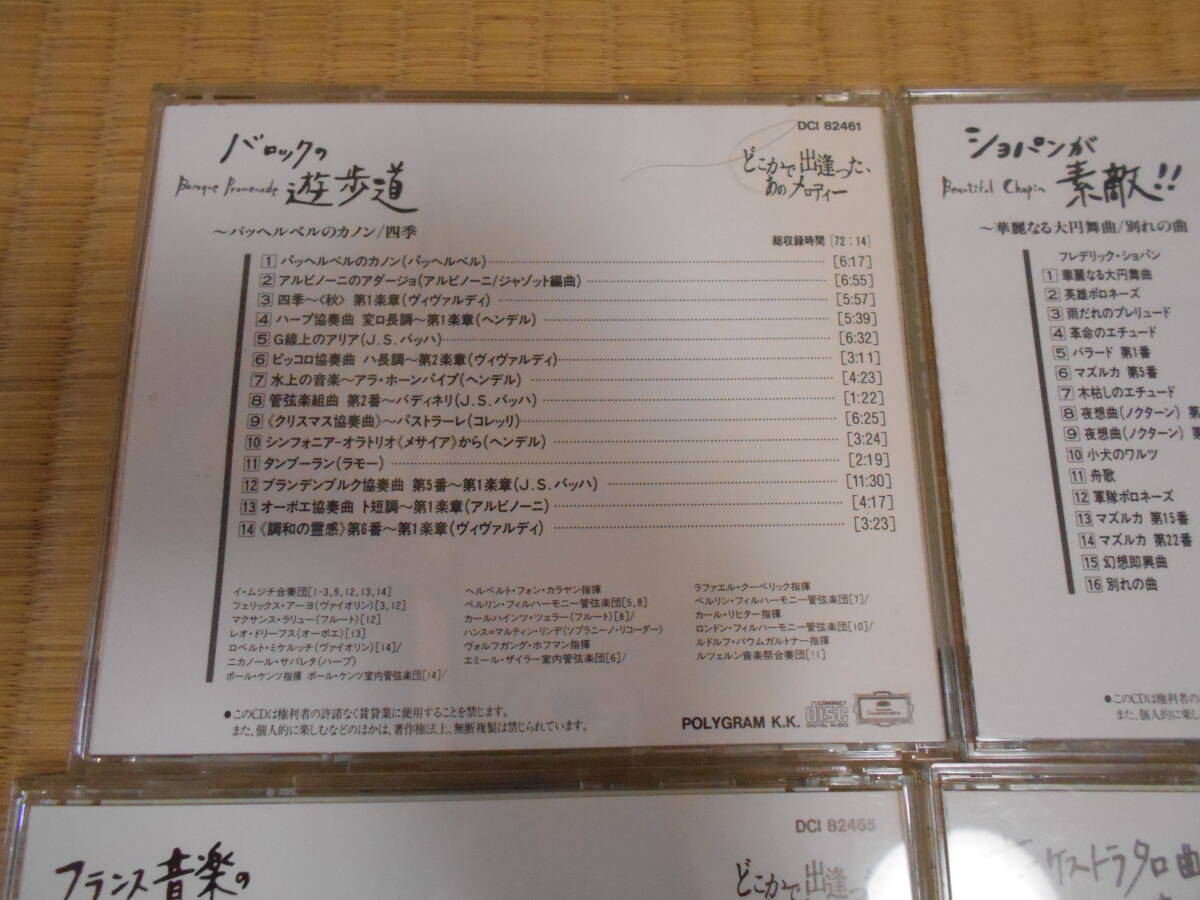 バロックの
遊歩道
Baroque Promenade
DCI 82461
どこかで出逢った、
あのメロディー
～パッヘルベルのカノン/四季
総収録時間[72:14]
1 パッヘルベルのカノン(パッヘルベル) [6:17]
2 アルビノーニのアダージョ(アルビノーニ/ジャゾット編曲) [6:55]
3 四季～〈秋〉第1楽章(ヴィヴァルディ) [5:57]
4 ハープ協奏曲 変ロ長調～第1楽章(ヘンデル) [5:39]
5 G線上のアリア(J.S.バッハ) [6:32]
6 ピッコロ協奏曲 ハ長調～第2楽章(ヴィヴァルディ) [3:11]
7 水上の音楽～アラ・ホーンパイプ(ヘンデル) [4:23]
8 管弦楽組曲 第2番～バディネリ(J.S.バッハ) [1:22]
9 《クリスマス協奏曲》～パストラーレ(コレッリ) [6:25]
10 シンフォニア-オラトリオ《メサイア》から(ヘンデル) [3:24]
11 タンブーラン(ラモー) [2:19]
12 ブランデンブルク協奏曲 第5番～第1楽章(J.S.バッハ) [11:30]
13 オーボエ協奏曲 ト短調～第1楽章(アルビノーニ) [4:17]
14 《調和の霊感》第6番～第1楽章(ヴィヴァルディ) [3:23]
イ・ムジチ合奏団[1-3,9,12,13,14]
フェリックス・アーヨ(ヴァイオリン)[3,12]
マクサンス・ラリュー(フルート)[12]
レオ・ドリーフス(オーボエ)[13]
ロベルト・ミケルッチ(ヴァイオリン)[14]/
ニカノール・サバレタ(ハープ)
ポール・ケンツ指揮 ポール・ケンツ室内管弦楽団[14]/
ヘルベルト・フォン・カラヤン指揮
ベルリン・フィルハーモニー管弦楽団[5,8]
カールハインツ・ツェラー(フルート)[8]/
ハンス=マルティン・リンデ(ソプラニーノ・リコーダー)
ヴォルフガング・ホフマン指揮
エミール・ザイラー室内管弦楽団[6]/
ラファエル・クーベリック指揮
ベルリン・フィルハーモニー管弦楽団[7]/
カール・リヒター指揮
ロンドン・フィルハーモニー管弦楽団[10]/
ルドルフ・バウムガルトナー指揮
ルツェルン音楽祭合奏団[11]
●このCDは権利者の許諾なく賃貸業に使用することを禁じます。
また、個人的に楽しむなどのほかは、著作権法上、無断複製は禁じられています。
POLYGRAM K.K.
COMPACT
disc
DIGITAL AUDIO
ショパンが
素敵!!
Beautiful Chopin
～華麗なる大円舞曲/別れの曲
フレデリック・ショパン
1 華麗なる大円舞曲
2 英雄ポロネーズ
3 雨だれのプレリュード
4 革命のエチュード
5 バラード 第1番
6 マズルカ 第5番
7 木枯しのエチュード
8 夜想曲(ノクターン)
9 夜想曲(ノクターン)
10 小犬のワルツ
11 舟歌
12 軍隊ポロネーズ
13 マズルカ 第15番
14 マズルカ 第22番
15 幻想即興曲
16 別れの曲
●このCDは権利者の許諾な
また、個人的に楽し
フランス音楽の
DCI 82465
どこかで出逢った
ケストラ名曲